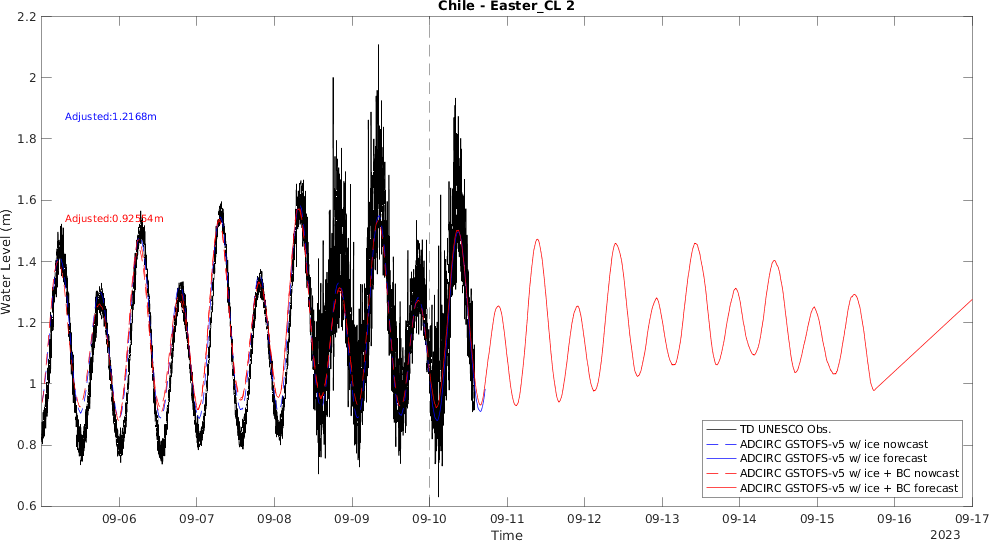 Chile - Easter_CL 2
2.2
2
1.8
1.6
1.4
1.2
1
0.8
0.6
Water Level (m)
Adjusted:1.2168m
Adjusted:0.92554m
TD UNESCO Obs.
ADCIRC GSTOFS-v5 w/ ice nowcast
ADCIRC GSTOFS-v5 w/ ice forecast
ADCIRC GSTOFS-v5 w/ ice + BC nowcast
ADCIRC GSTOFS-v5 w/ ice + BC forecast
09-06 09-07 09-08 09-09 09-10 09-11 09-12 09-13 09-14 09-15 09-16 09-17
Time
2023